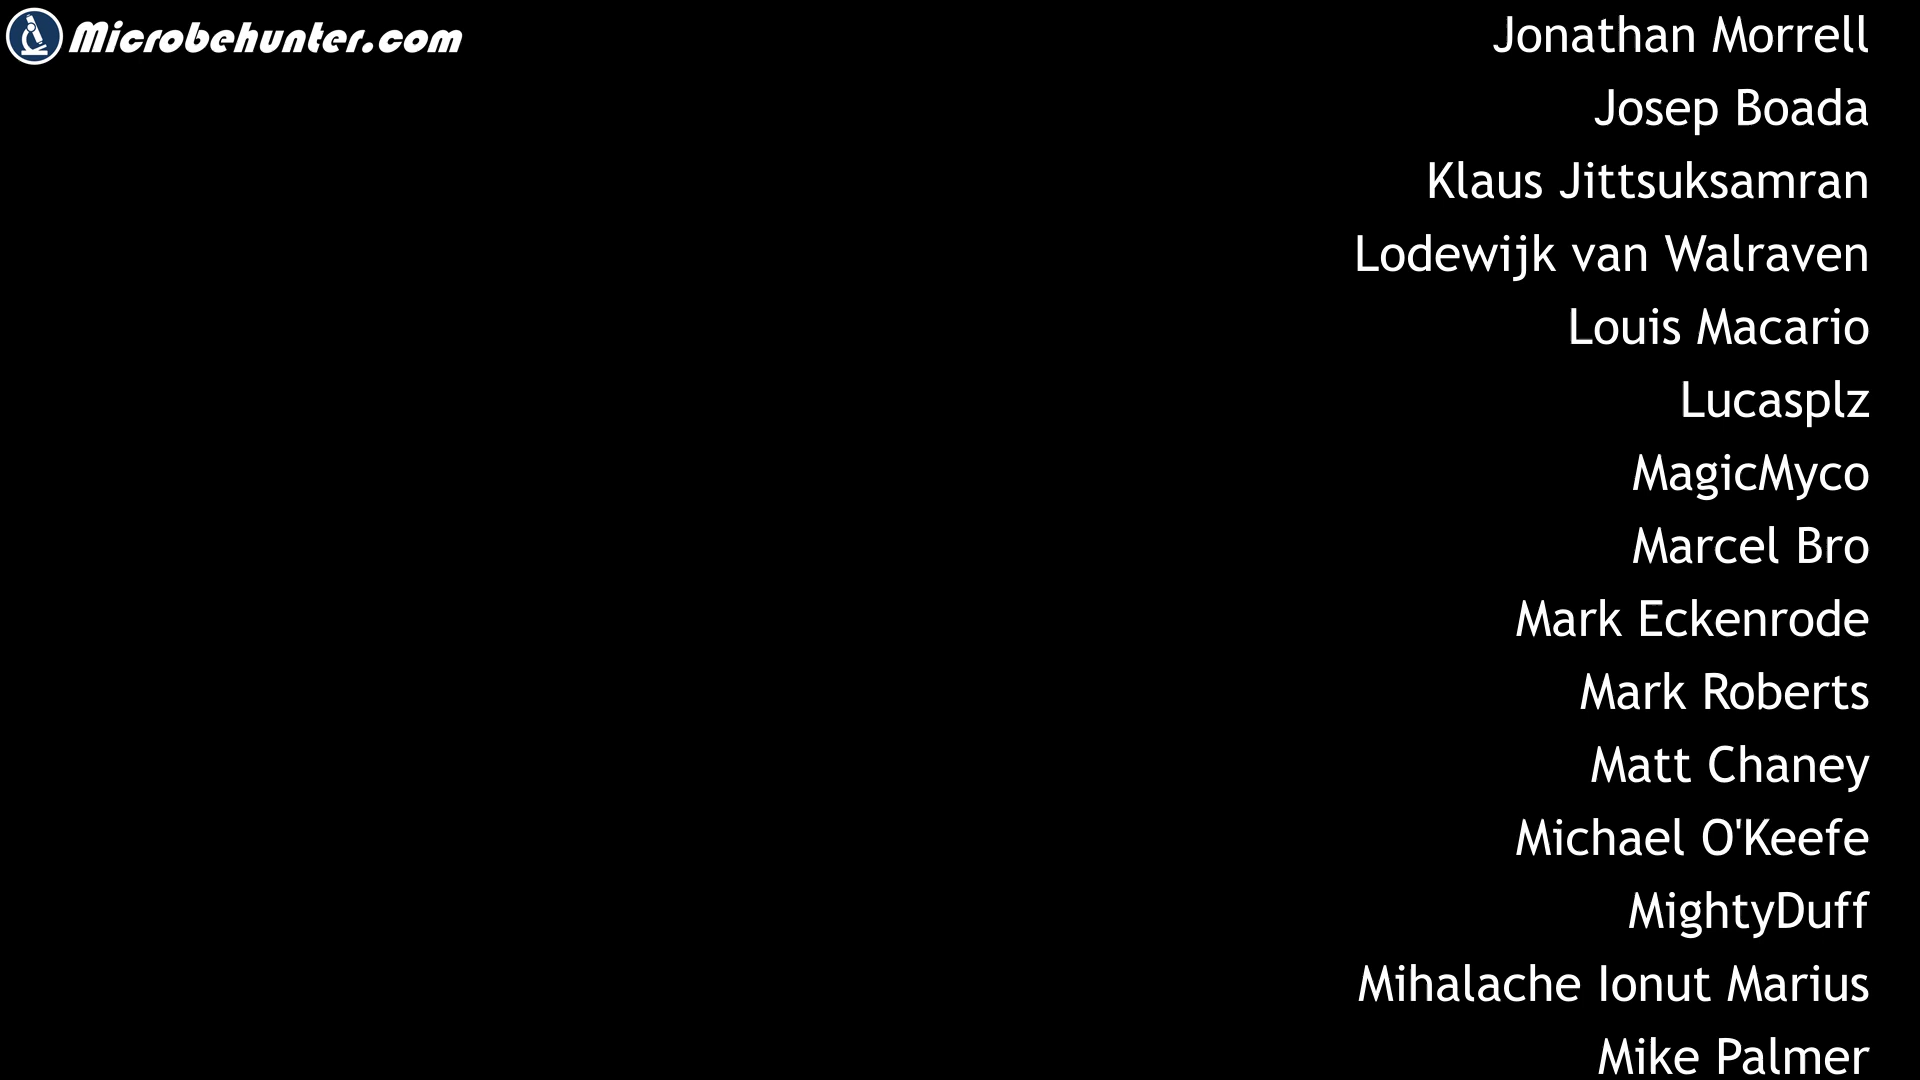 Microbehunter.com
Jonathan Morrell
Josep Boada
Klaus Jittsuksamran
Lodewijk van Walraven
Louis Macario
Lucasplz
MagicMyco
Marcel Bro
Mark Eckenrode
Mark Roberts
Matt Chaney
Michael O'Keefe
MightyDuff
Mihalache Ionut Marius
Mike Palmer